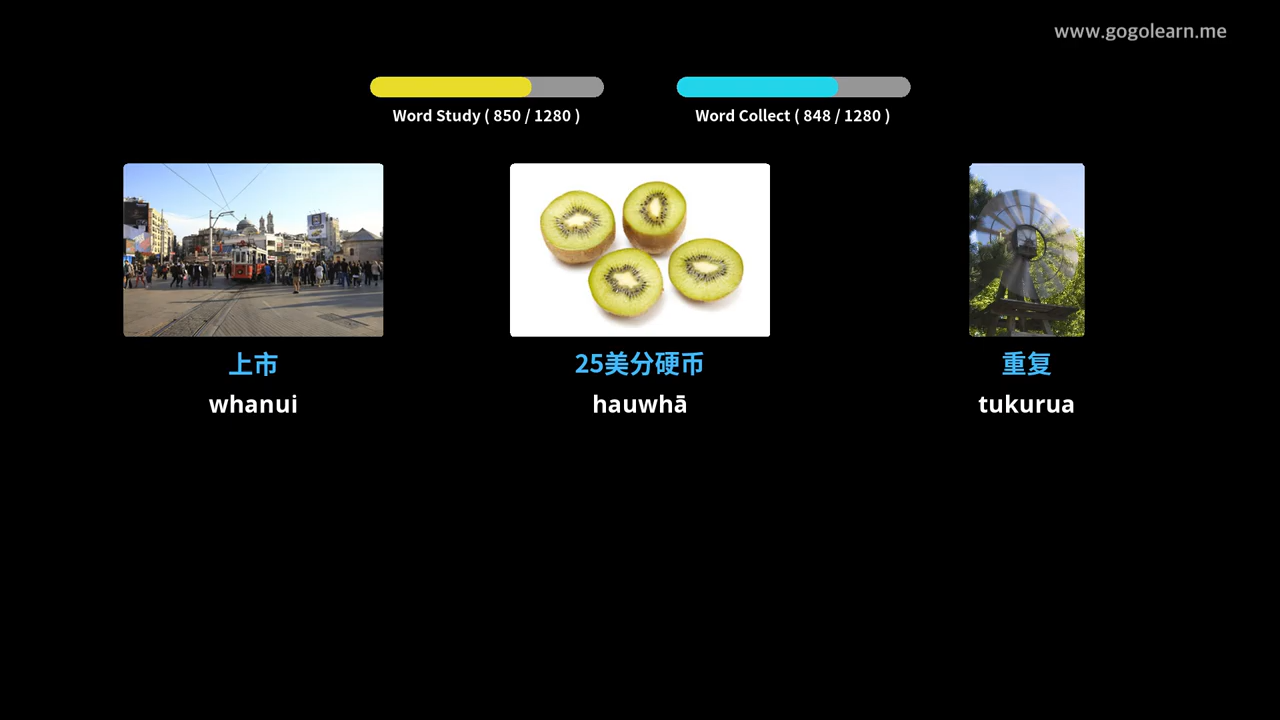 www.gogolearn.me
Word Study ( 850 / 1280 )
Word Collect ( 848 / 1280 )
上市
25美分硬币
重复
whanui
hauwhā
tukurua